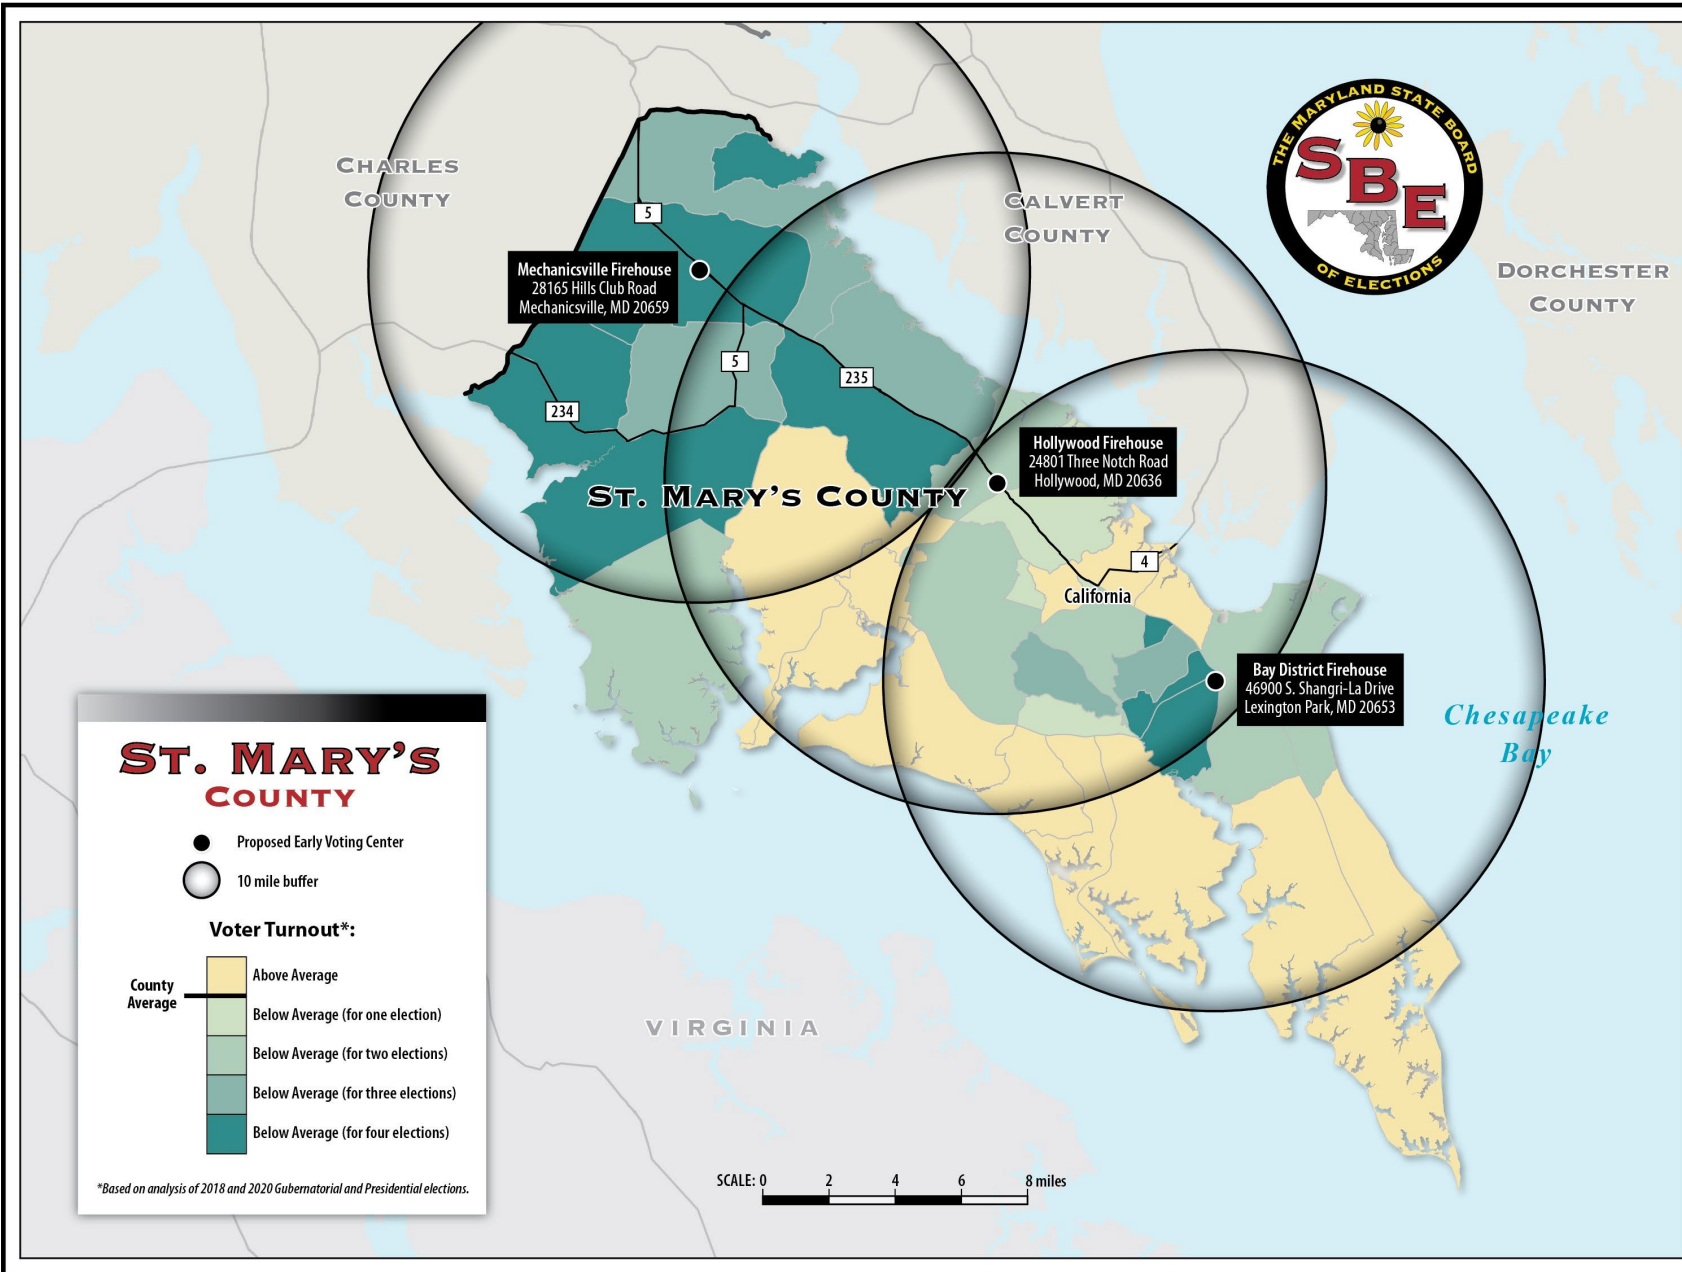 CHARLES
COUNTY
CALVERT
COUNTY
THE MARYLAND STATE BOARD
SBE
OF ELECTIONS
DORCHESTER
COUNTY
5
Mechanicsville Firehouse
28165 Hills Club Road
Mechanicsville, MD 20659
5
235
234
Hollywood Firehouse
24801 Three Notch Road
Hollywood, MD 20636
ST. MARY'S COUNTY
4
California
Bay District Firehouse
46900 S. Shangri-La Drive
Lexington Park, MD 20653
Chesapeake
Bay
ST. MARY'S
COUNTY
Proposed Early Voting Center
10 mile buffer
Voter Turnout*:
Above Average
County
Average
Below Average (for one election)
Below Average (for two elections)
Below Average (for three elections)
Below Average (for four elections)
*Based on analysis of 2018 and 2020 Gubernatorial and Presidential elections.
VIRGINIA
SCALE: 0 2 4 6 8 miles